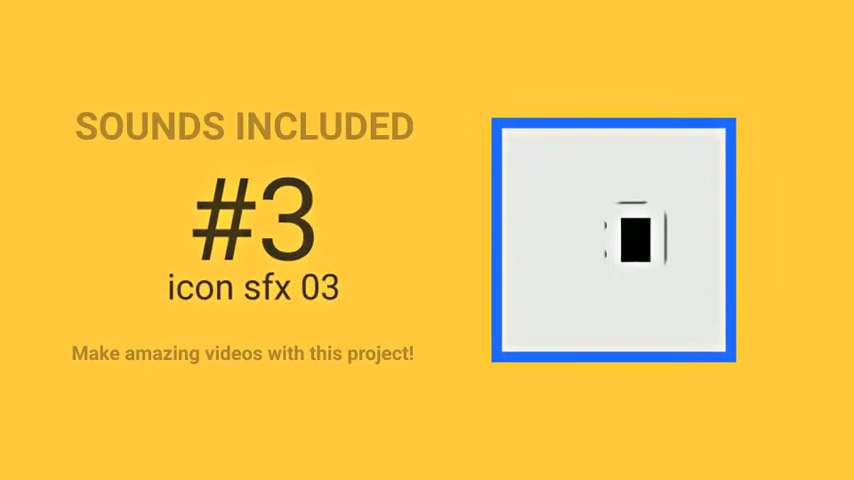 SOUNDS INCLUDED
#3
icon sfx 03
Make amazing videos with this project!